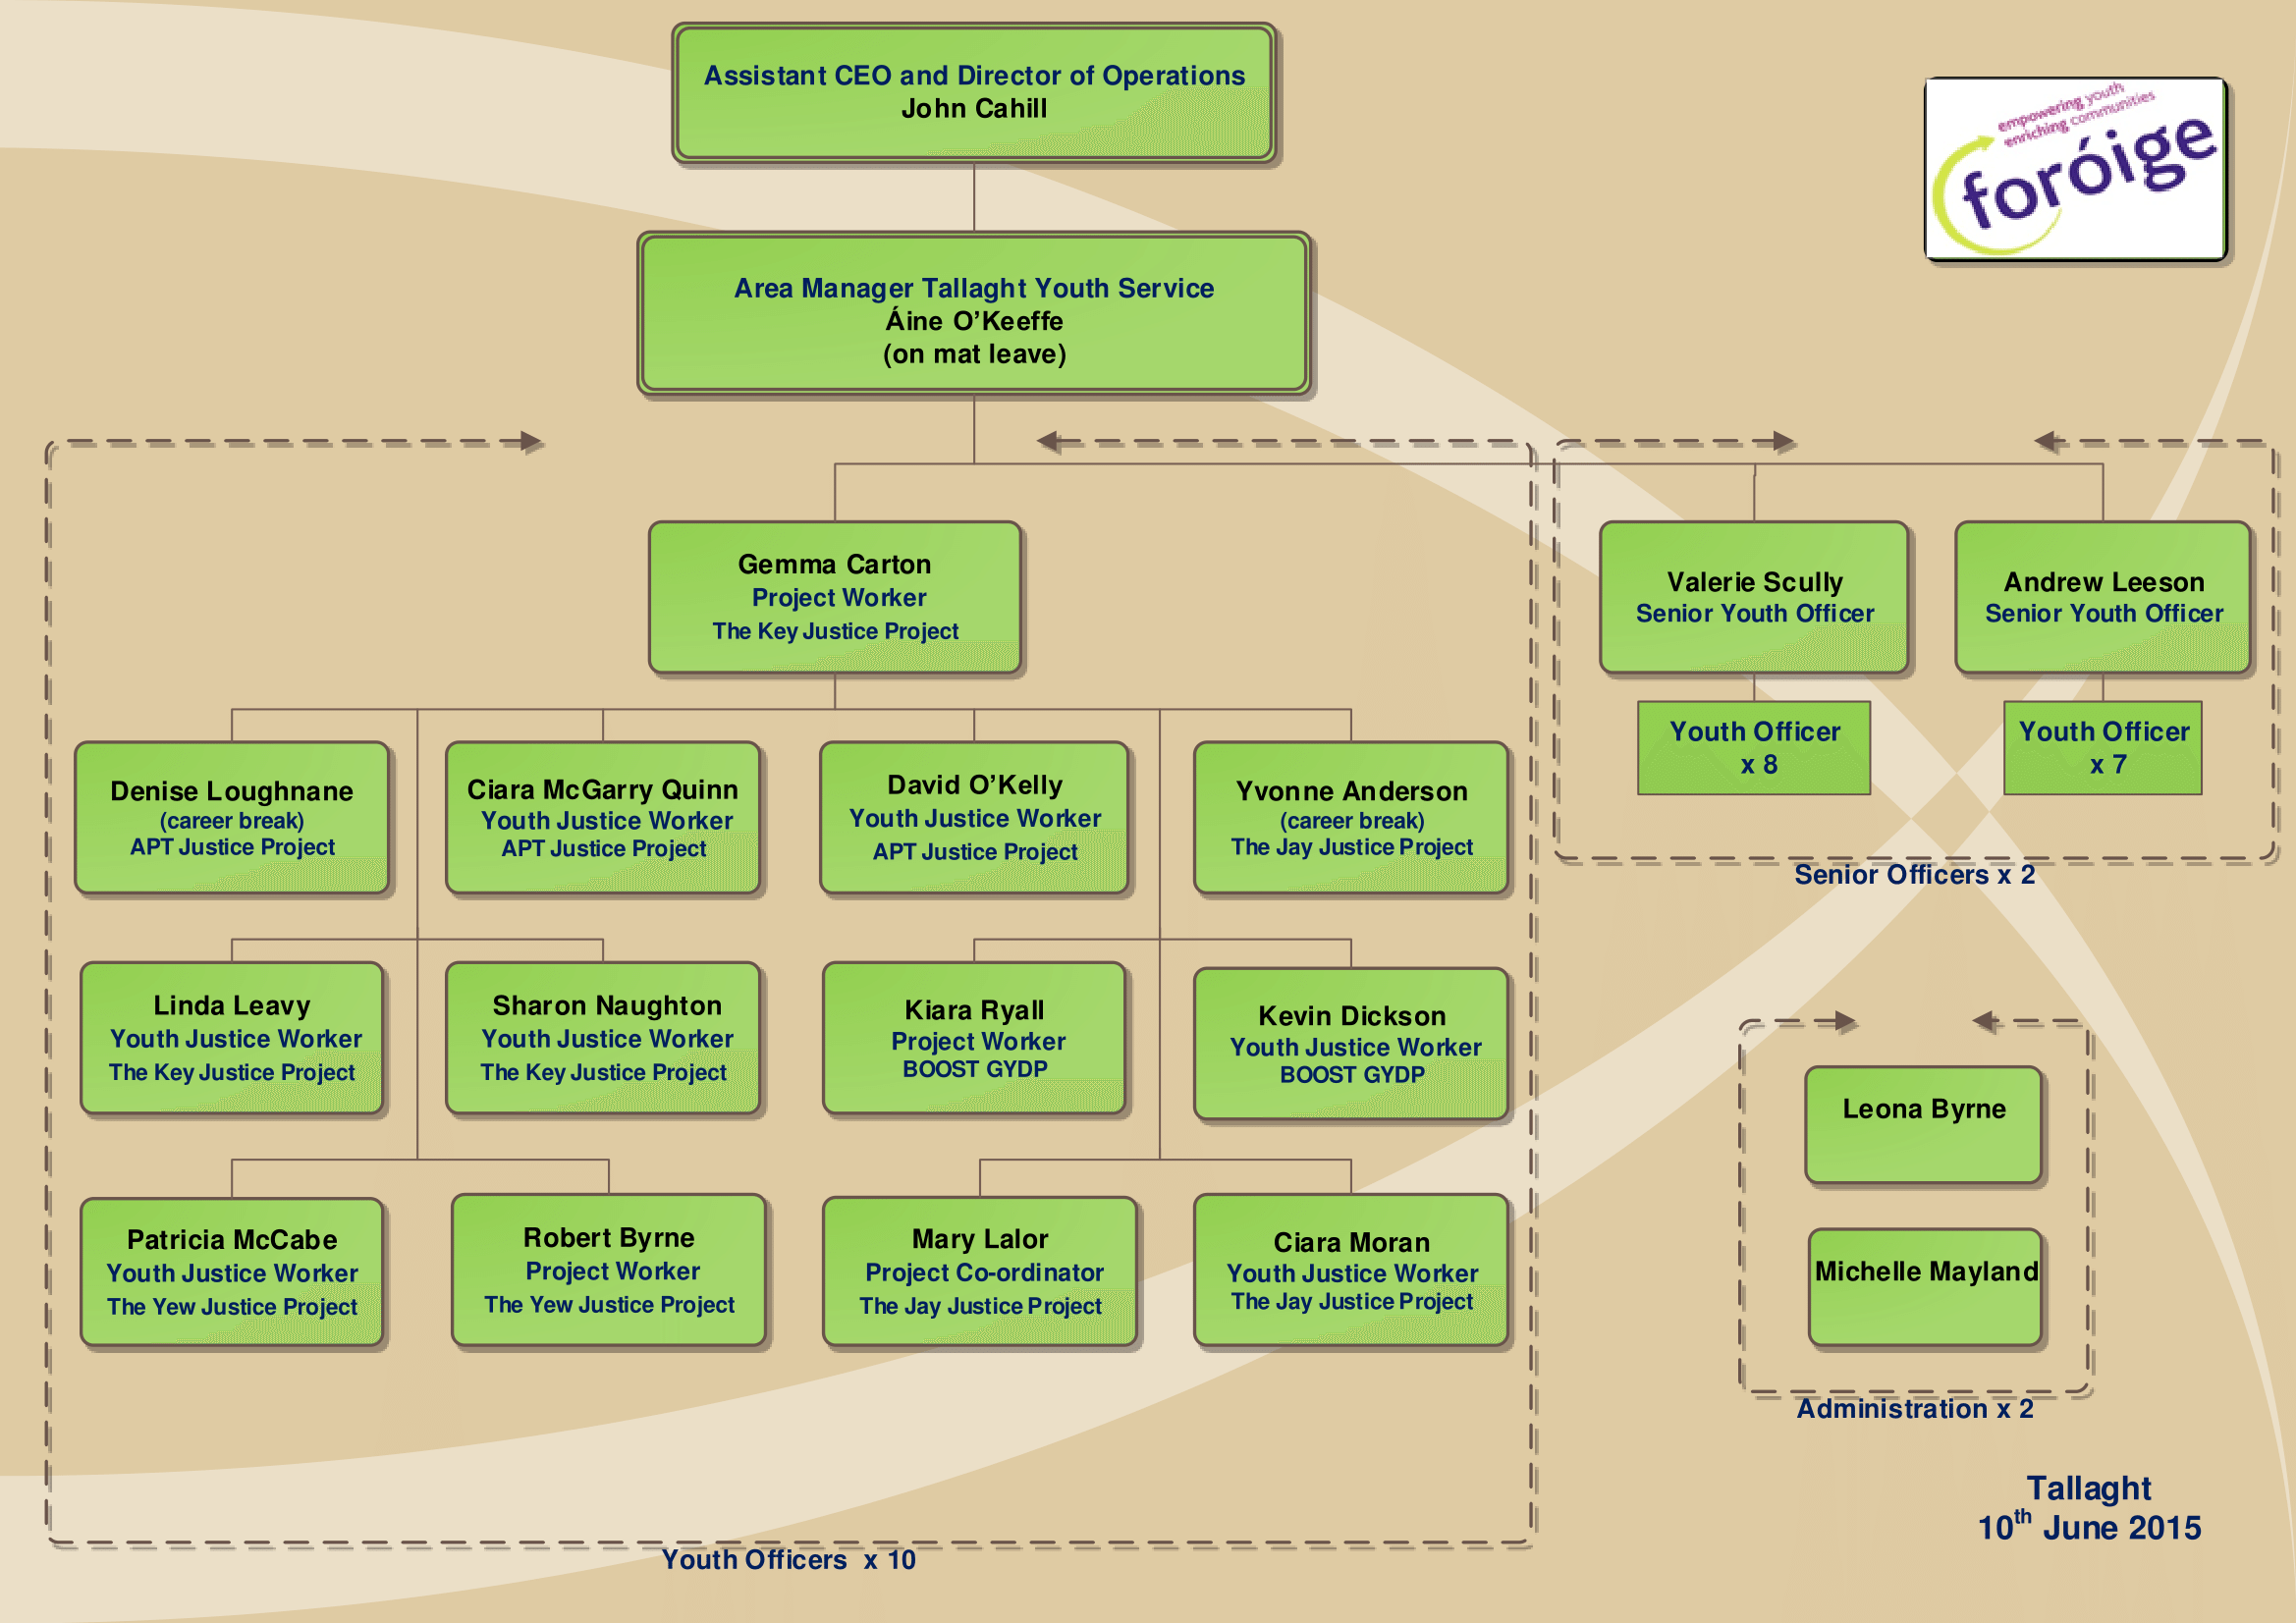 Assistant CEO and Director of Operations
John Cahill
empowering youth
enriching communities
foróige
Area Manager Tallaght Youth Service
Áine O’Keeffe
(on mat leave)
Gemma Carton
Project Worker
The Key Justice Project
Valerie Scully
Senior Youth Officer
Andrew Leeson
Senior Youth Officer
Youth Officer
x 8
Youth Officer
x 7
Senior Officers x 2
Denise Loughnane
(career break)
APT Justice Project
Ciara McGarry Quinn
Youth Justice Worker
APT Justice Project
David O’Kelly
Youth Justice Worker
APT Justice Project
Yvonne Anderson
(career break)
The Jay Justice Project
Linda Leavy
Youth Justice Worker
The Key Justice Project
Sharon Naughton
Youth Justice Worker
The Key Justice Project
Kiara Ryall
Project Worker
BOOST GYDP
Kevin Dickson
Youth Justice Worker
BOOST GYDP
Patricia McCabe
Youth Justice Worker
The Yew Justice Project
Robert Byrne
Project Worker
The Yew Justice Project
Mary Lalor
Project Co-ordinator
The Jay Justice Project
Ciara Moran
Youth Justice Worker
The Jay Justice Project
Youth Officers x 10
Leona Byrne
Michelle Mayland
Administration x 2
Tallaght
10th June 2015